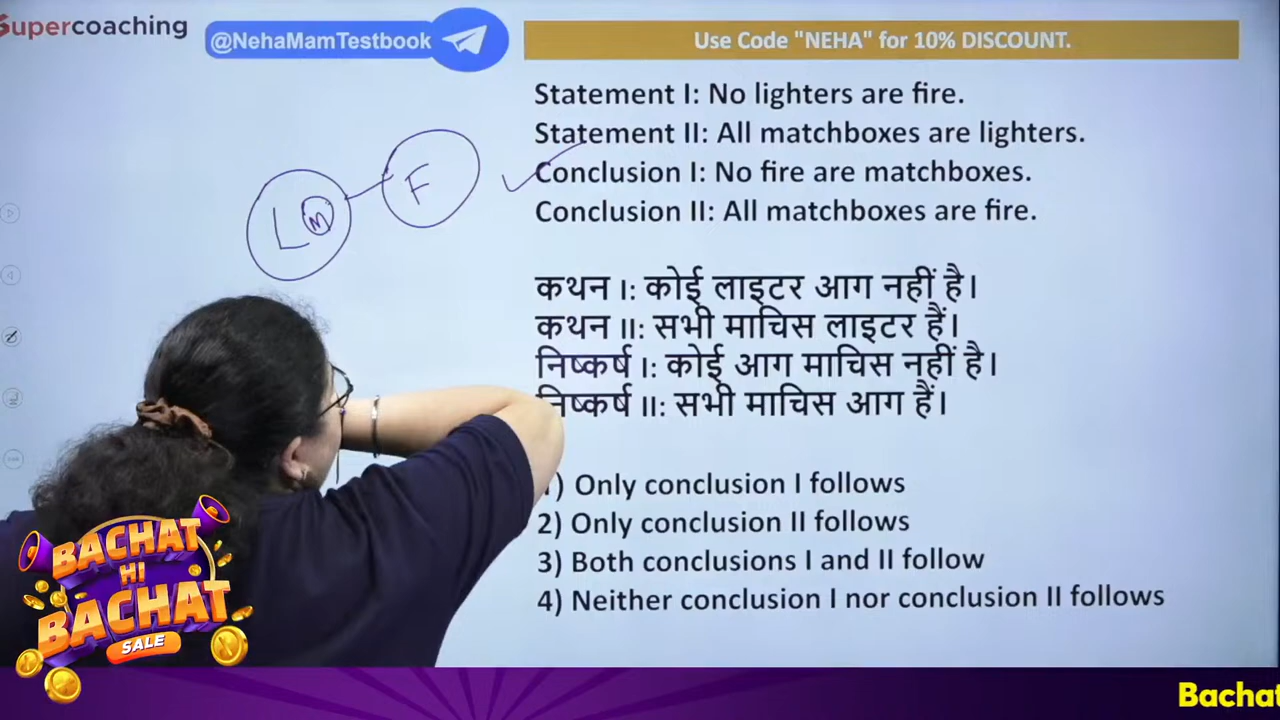 Supercoaching
@NehaMamTestbook
Use Code "NEHA" for 10% DISCOUNT.
Statement I: No lighters are fire.
Statement II: All matchboxes are lighters.
Conclusion I: No fire are matchboxes.
Conclusion II: All matchboxes are fire.
L M F
कथन I: कोई लाइटर आग नहीं है।
कथन II: सभी माचिस लाइटर हैं।
निष्कर्ष I: कोई आग माचिस नहीं है।
निष्कर्ष II: सभी माचिस आग हैं।
1) Only conclusion I follows
2) Only conclusion II follows
3) Both conclusions I and II follow
4) Neither conclusion I nor conclusion II follows
BACHAT
HI
BACHAT
SALE
Bachat